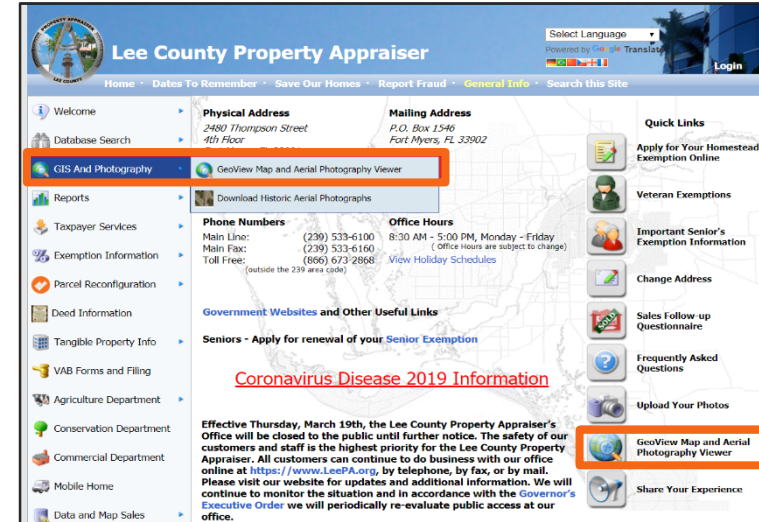 PROPERTY APPRAISER
LEE COUNTY
Lee County Property Appraiser
Select Language
Powered by Google Translate
Login
Home · Dates To Remember · Save Our Homes · Report Fraud · General Info · Search this Site
Welcome
Database Search
GIS And Photography
Reports
Taxpayer Services
Exemption Information
Parcel Reconfiguration
Deed Information
Tangible Property Info
VAB Forms and Filing
Agriculture Department
Conservation Department
Commercial Department
Mobile Home
Data and Map Sales
GeoView Map and Aerial Photography Viewer
Download Historic Aerial Photographs
Physical Address
2480 Thompson Street
4th Floor
Mailing Address
P.O. Box 1546
Fort Myers, FL 33902
Phone Numbers
Main Line: (239) 533-6100
Main Fax: (239) 533-6160
Toll Free: (866) 673-2868
(outside the 239 area code)
Office Hours
8:30 AM - 5:00 PM, Monday - Friday
( Office Hours are subject to change)
View Holiday Schedules
Government Websites and Other Useful Links
Seniors - Apply for renewal of your Senior Exemption
Coronavirus Disease 2019 Information
Effective Thursday, March 19th, the Lee County Property Appraiser's
Office will be closed to the public until further notice. The safety of our
customers and staff is the highest priority for the Lee County Property
Appraiser. All customers can continue to do business with our office
online at https://www.LeePA.org, by telephone, by fax, or by mail.
Please visit our website for updates and additional information. We will
continue to monitor the situation and in accordance with the Governor's
Executive Order we will periodically re-evaluate public access at our
office.
Quick Links
Apply for Your Homestead
Exemption Online
Veteran Exemptions
Important Senior's
Exemption Information
Change Address
Sales Follow-up
Questionnaire
SOLD
Frequently Asked
Questions
Upload Your Photos
GeoView Map and Aerial
Photography Viewer
Share Your Experience